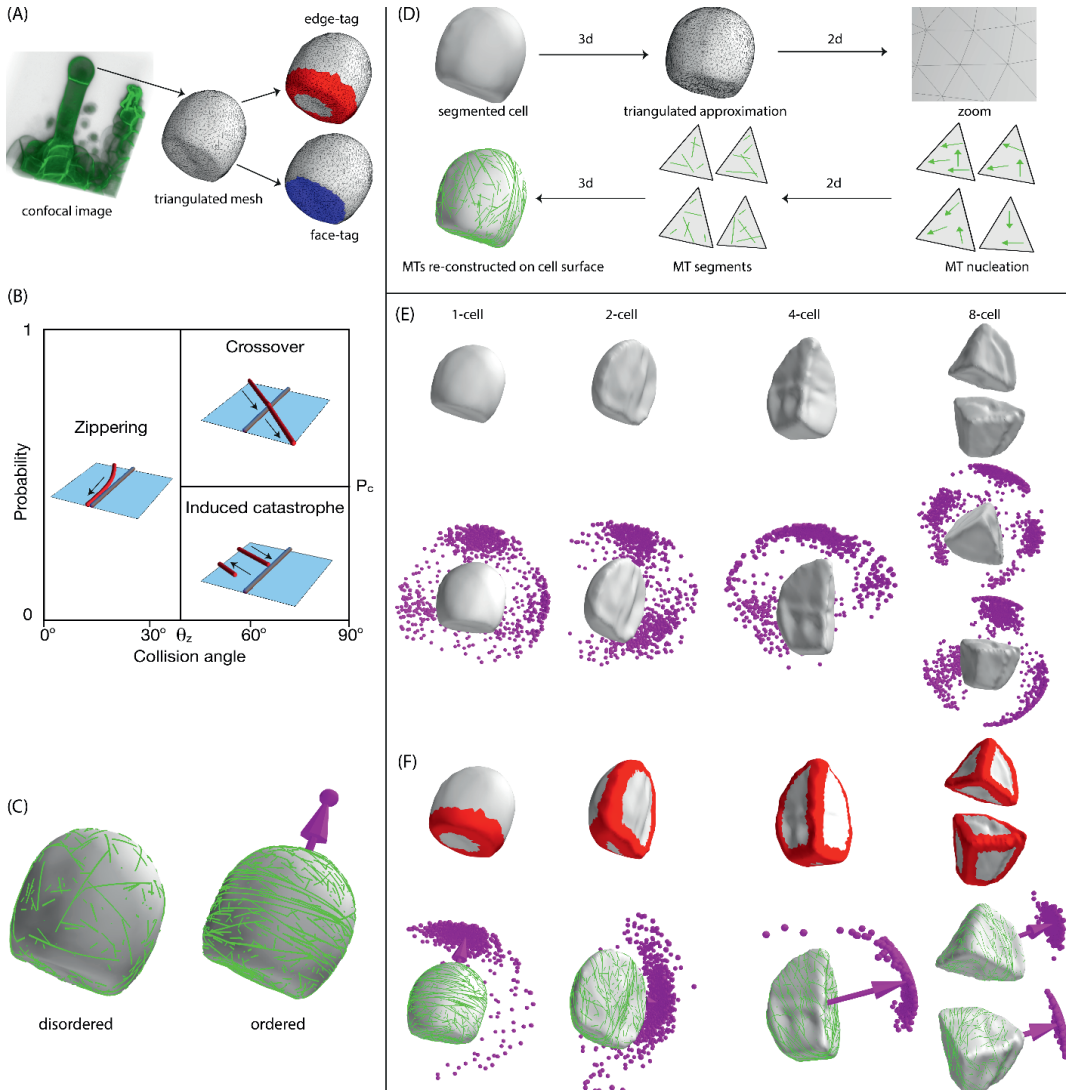 (A)
edge-tag
confocal image
triangulated mesh
face-tag
(B)
1
Probability
0
Zippering
Crossover
Induced catastrophe
P_c
0° 30° θ_z 60° 90°
Collision angle
(C)
disordered
ordered
(D)
3d
2d
segmented cell
triangulated approximation
zoom
3d
2d
MTs re-constructed on cell surface
MT segments
MT nucleation
(E)
1-cell
2-cell
4-cell
8-cell
(F)